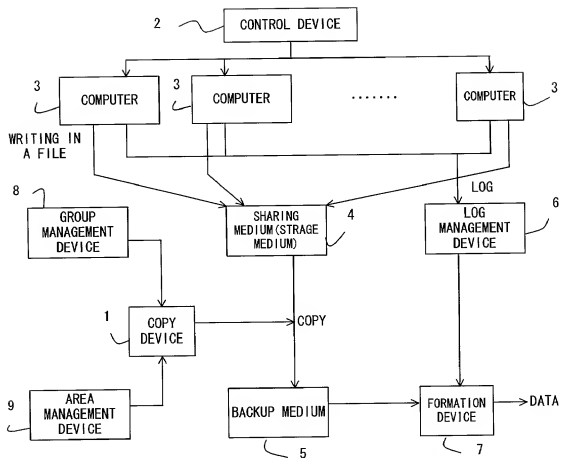 2
CONTROL DEVICE
3
COMPUTER
3
COMPUTER
.......
COMPUTER
3
WRITING IN
A FILE
LOG
8
GROUP
MANAGEMENT
DEVICE
SHARING
MEDIUM(STRAGE
MEDIUM)
4
LOG
MANAGEMENT
DEVICE
6
1
COPY
DEVICE
COPY
9
AREA
MANAGEMENT
DEVICE
BACKUP MEDIUM
5
FORMATION
DEVICE
7
DATA